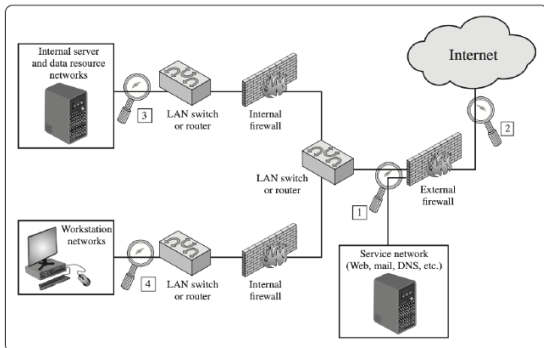 Internal server
and data resource
networks
3
LAN switch
or router
Internal
firewall
Internet
2
LAN switch
or router
1
External
firewall
Workstation
networks
4
LAN switch
or router
Internal
firewall
Service network
(Web, mail, DNS, etc.)